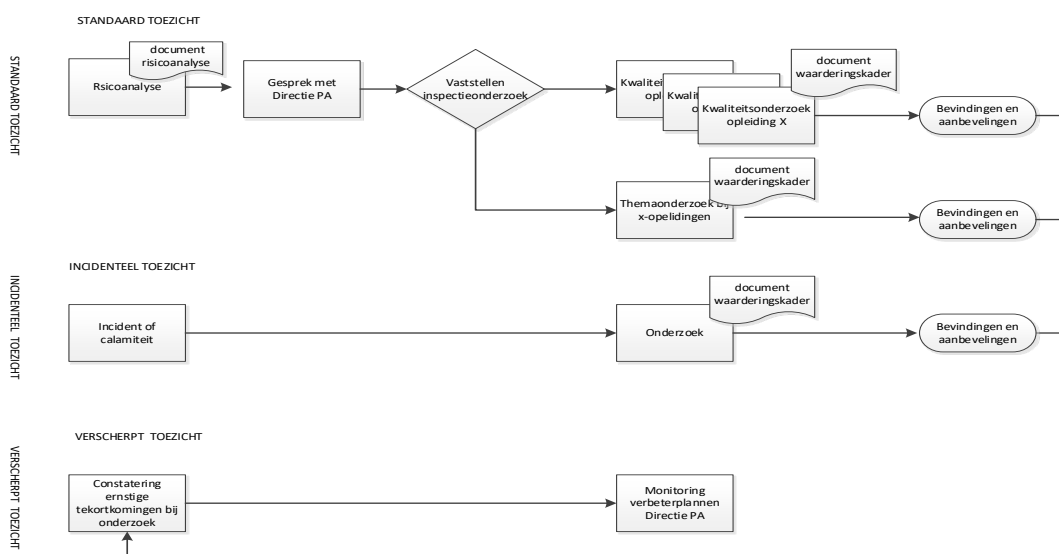 STANDAARD TOEZICHT
STANDAARD TOEZICHT
document
risicoanalyse
Rsicoanalyse
Gesprek met
Directie PA
Vaststellen
inspectieonderzoek
document
waarderingskader
Kwaliteitsonderzoek
opleiding X
Bevindingen en
aanbevelingen
document
waarderingskader
Themaonderzoek
x-opelidingen
Bevindingen en
aanbevelingen
INCIDENTEEL TOEZICHT
INCIDENTEEL TOEZICHT
Incident of
calamiteit
document
waarderingskader
Onderzoek
Bevindingen en
aanbevelingen
VERSCHERPT TOEZICHT
VERSCHERPT TOEZICHT
Constatering
ernstige
tekortkomingen bij
onderzoek
Monitoring
verbeterplannen
Directie PA